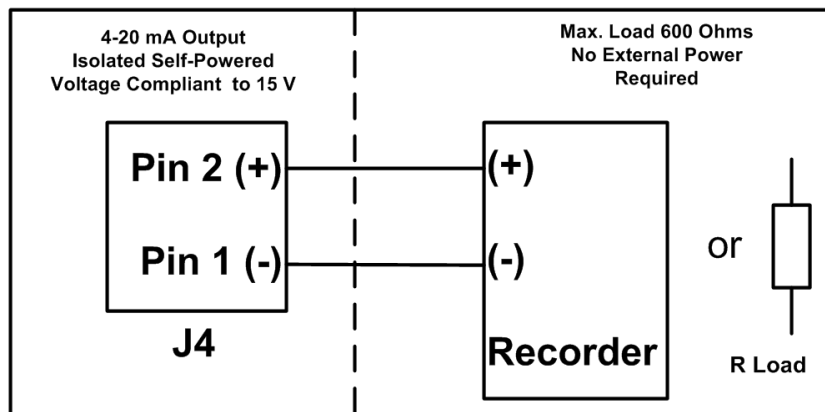 4-20 mA Output
Isolated Self-Powered
Voltage Compliant to 15 V
Max. Load 600 Ohms
No External Power
Required
Pin 2 (+)
Pin 1 (-)
J4
(+)
(-)
Recorder
or
R Load